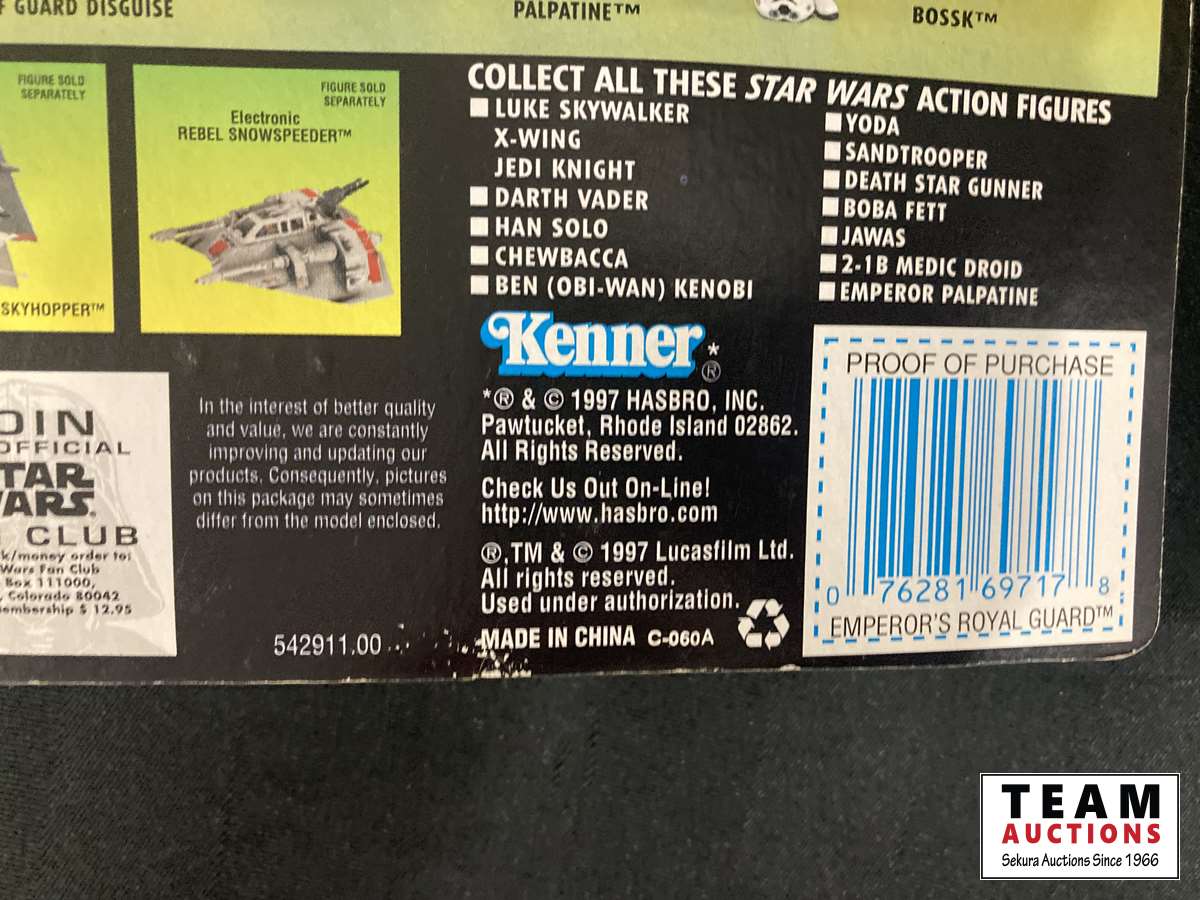 F GUARD DISGUISE
PALPATINE™
BOSSK™
FIGURE SOLD
SEPARATELY
SKYHOPPER™
FIGURE SOLD
SEPARATELY
Electronic
REBEL SNOWSPEEDER™
COLLECT ALL THESE STAR WARS ACTION FIGURES
■ LUKE SKYWALKER
X-WING
JEDI KNIGHT
■ DARTH VADER
■ HAN SOLO
■ CHEWBACCA
■ BEN (OBI-WAN) KENOBI
■ YODA
■ SANDTROOPER
■ DEATH STAR GUNNER
■ BOBA FETT
■ JAWAS
■ 2-1B MEDIC DROID
■ EMPEROR PALPATINE
OIN
OFFICIAL
TAR
WARS.
CLUB
k/money order to:
Wars Fan Club
Box 111000,
, Colorado 80042
embership $ 12.95
In the interest of better quality
and value, we are constantly
improving and updating our
products. Consequently, pictures
on this package may sometimes
differ from the model enclosed.
542911.00
Kenner*®
*® & © 1997 HASBRO, INC.
Pawtucket, Rhode Island 02862.
All Rights Reserved.
Check Us Out On-Line!
http://www.hasbro.com
®,TM & © 1997 Lucasfilm Ltd.
All rights reserved.
Used under authorization.
MADE IN CHINA C-060A
PROOF OF PURCHASE
0 76281 69717 8
EMPEROR'S ROYAL GUARD™
TEAM
AUCTIONS
Sekura Auctions Since 1966